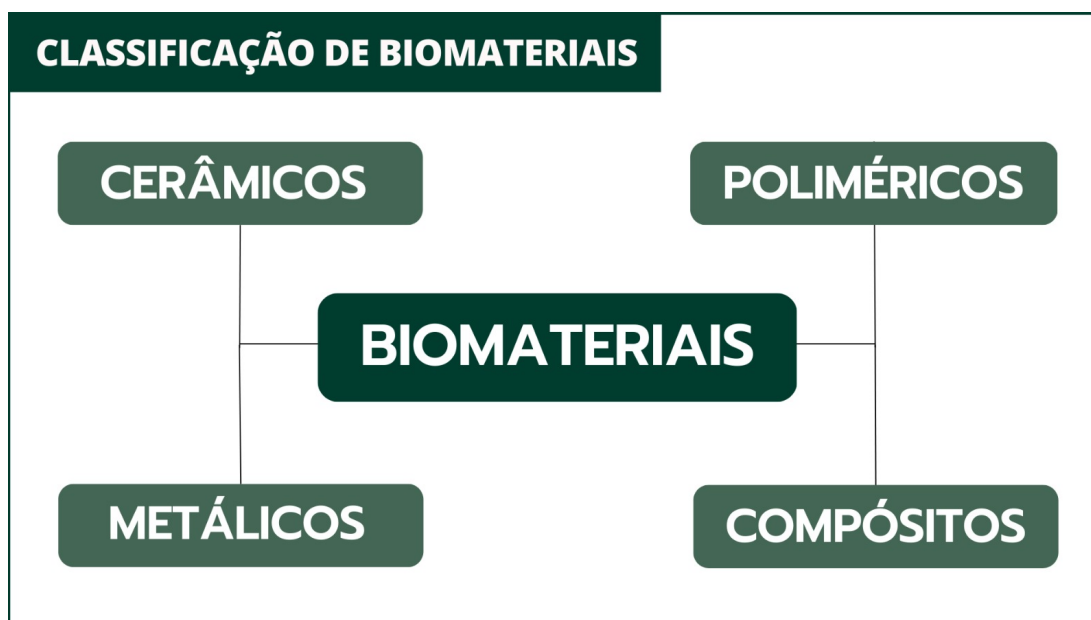 CLASSIFICAÇÃO DE BIOMATERIAIS
CERÂMICOS
POLIMÉRICOS
BIOMATERIAIS
METÁLICOS
COMPÓSITOS